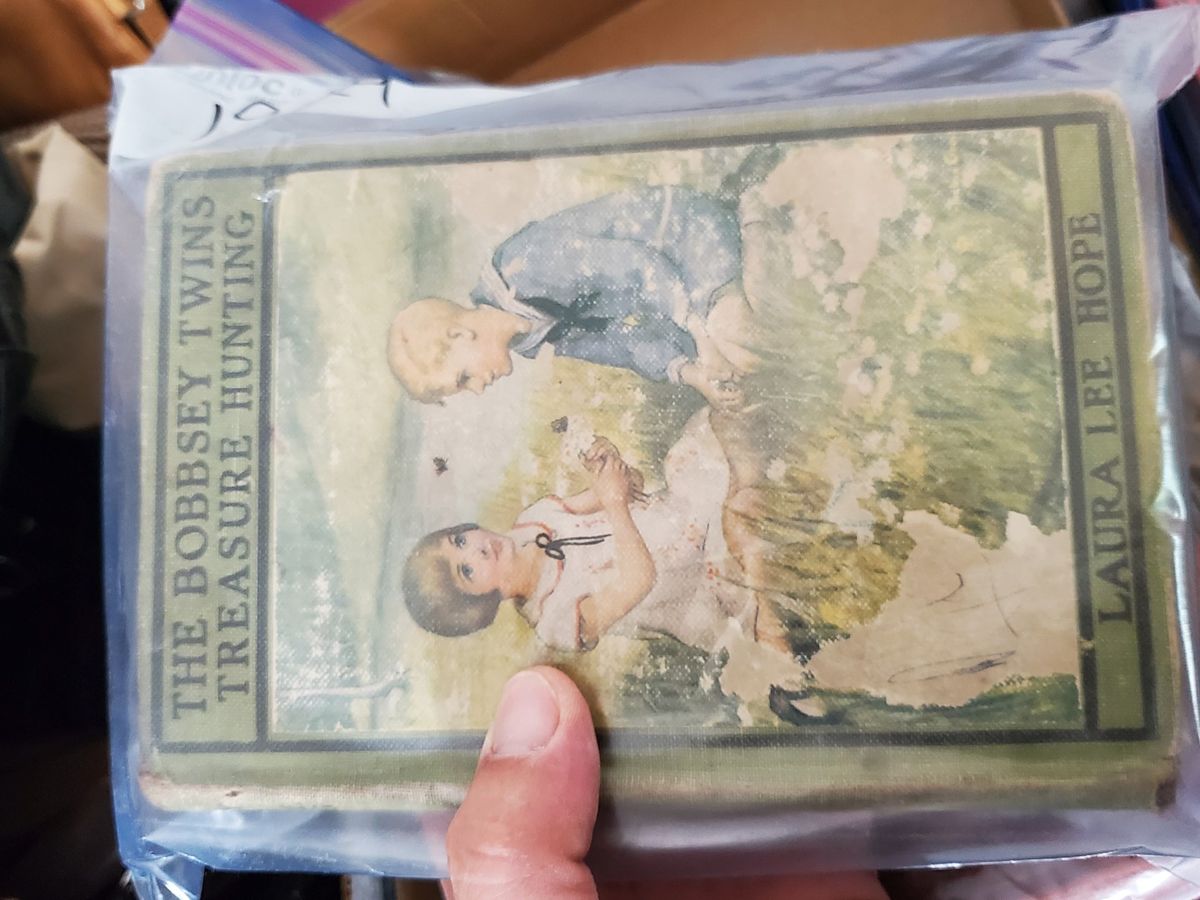 THE BOBBSEY TWINS
TREASURE HUNTING
LAURA LEE HOPE